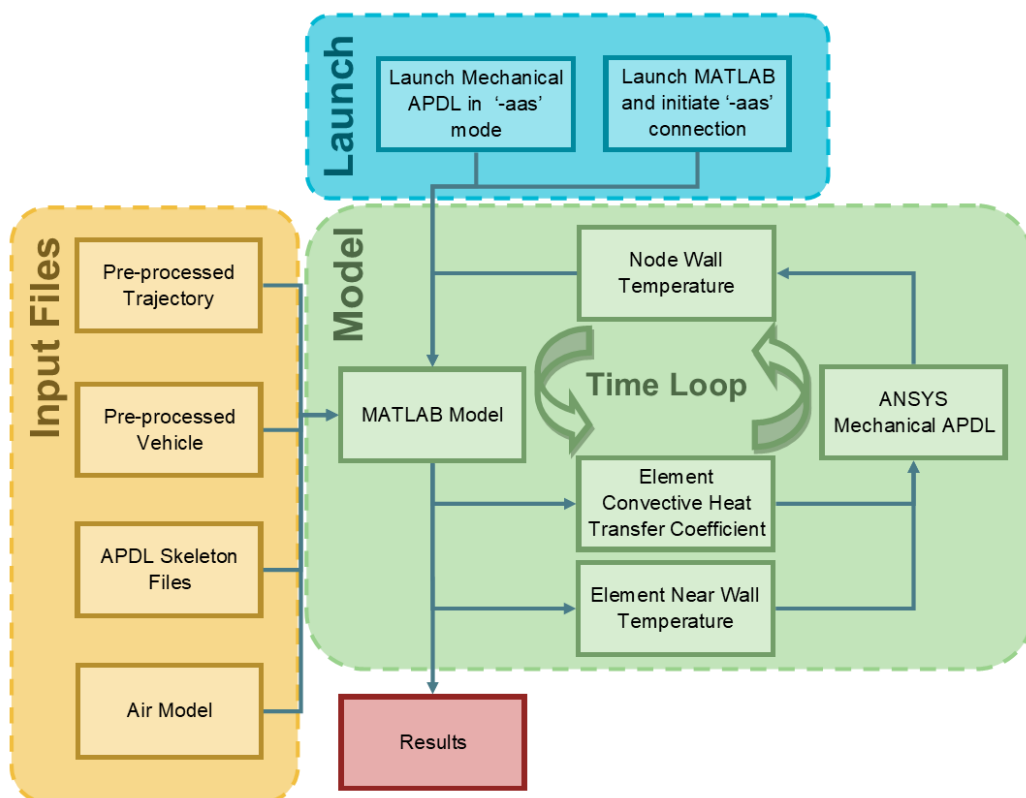 Launch
Launch Mechanical
APDL in ‘-aas’
mode
Launch MATLAB
and initiate ‘-aas’
connection
Input Files
Pre-processed
Trajectory
Pre-processed
Vehicle
APDL Skeleton
Files
Air Model
Model
Node Wall
Temperature
Time Loop
MATLAB Model
ANSYS
Mechanical APDL
Element
Convective Heat
Transfer Coefficient
Element Near Wall
Temperature
Results